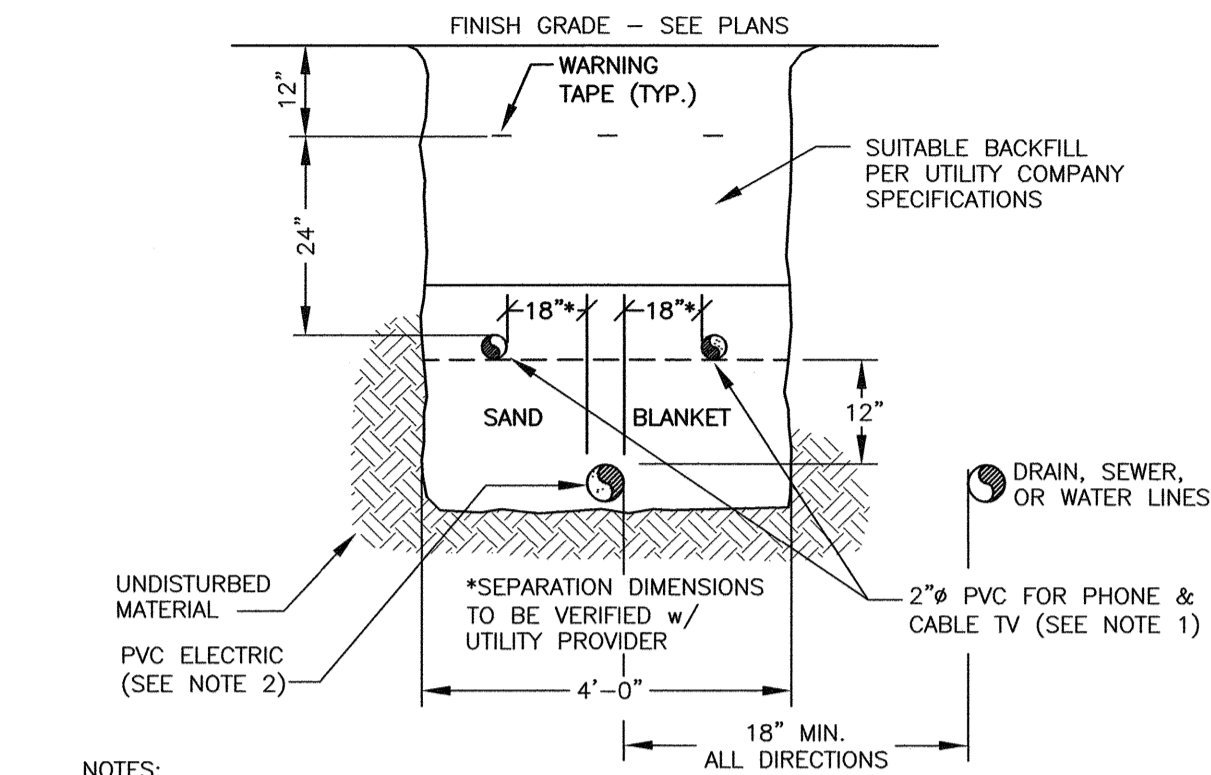 FINISH GRADE – SEE PLANS
12"
WARNING
TAPE (TYP.)
SUITABLE BACKFILL
PER UTILITY COMPANY
SPECIFICATIONS
24"
18"*
18"*
12"
SAND
BLANKET
DRAIN, SEWER,
OR WATER LINES
UNDISTURBED
MATERIAL
*SEPARATION DIMENSIONS
TO BE VERIFIED w/
UTILITY PROVIDER
2"ø PVC FOR PHONE &
CABLE TV (SEE NOTE 1)
PVC ELECTRIC
(SEE NOTE 2)
4'-0"
18" MIN.
ALL DIRECTIONS
NOTES: